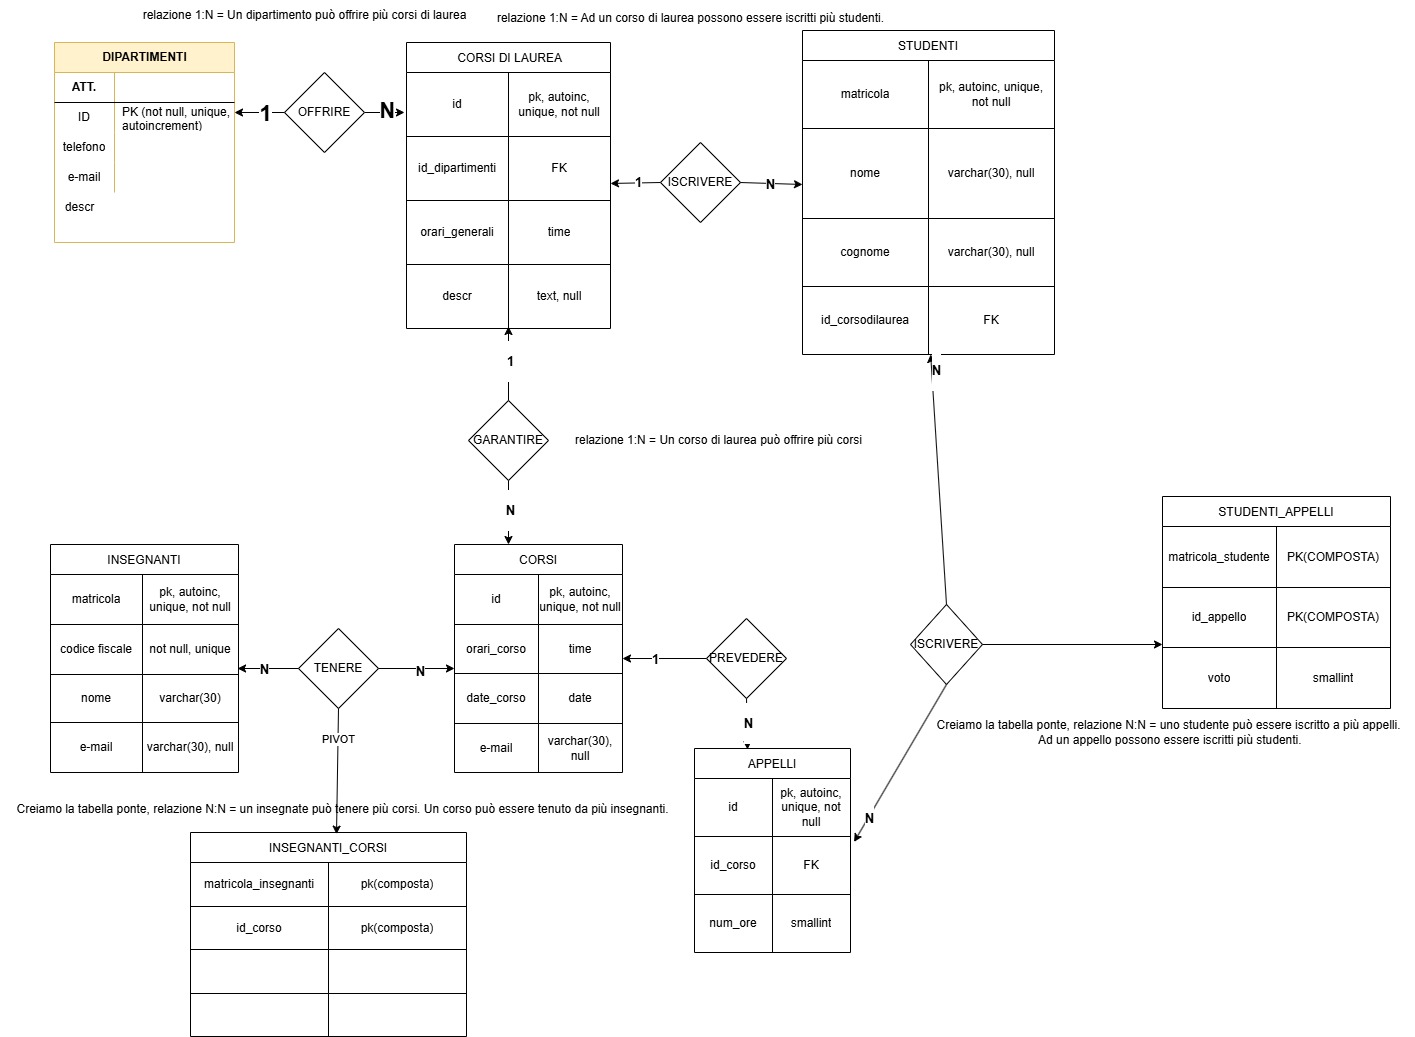 relazione 1:N = Un dipartimento può offrire più corsi di laurea
relazione 1:N = Ad un corso di laurea possono essere iscritti più studenti.
DIPARTIMENTI
ATT.
ID
PK (not null, unique,
autoincrement)
telefono
e-mail
descr
1
OFFRIRE
N
CORSI DI LAUREA
id
pk, autoinc,
unique, not null
id_dipartimenti
FK
orari_generali
time
descr
text, null
1
ISCRIVERE
N
STUDENTI
matricola
pk, autoinc, unique,
not null
nome
varchar(30), null
cognome
varchar(30), null
id_corsodilaurea
FK
1
GARANTIRE
N
relazione 1:N = Un corso di laurea può offrire più corsi
N
INSEGNANTI
matricola
pk, autoinc,
unique, not null
codice fiscale
not null, unique
nome
varchar(30)
e-mail
varchar(30), null
N
TENERE
N
PIVOT
CORSI
id
pk, autoinc,
unique, not null
orari_corso
time
date_corso
date
e-mail
varchar(30),
null
1
PREVEDERE
N
ISCRIVERE
N
STUDENTI_APPELLI
matricola_studente
PK(COMPOSTA)
id_appello
PK(COMPOSTA)
voto
smallint
Creiamo la tabella ponte, relazione N:N = uno studente può essere iscritto a più appelli.
Ad un appello possono essere iscritti più studenti.
APPELLI
id
pk, autoinc,
unique, not
null
id_corso
FK
num_ore
smallint
Creiamo la tabella ponte, relazione N:N = un insegnate può tenere più corsi. Un corso può essere tenuto da più insegnanti.
INSEGNANTI_CORSI
matricola_insegnanti
pk(composta)
id_corso
pk(composta)